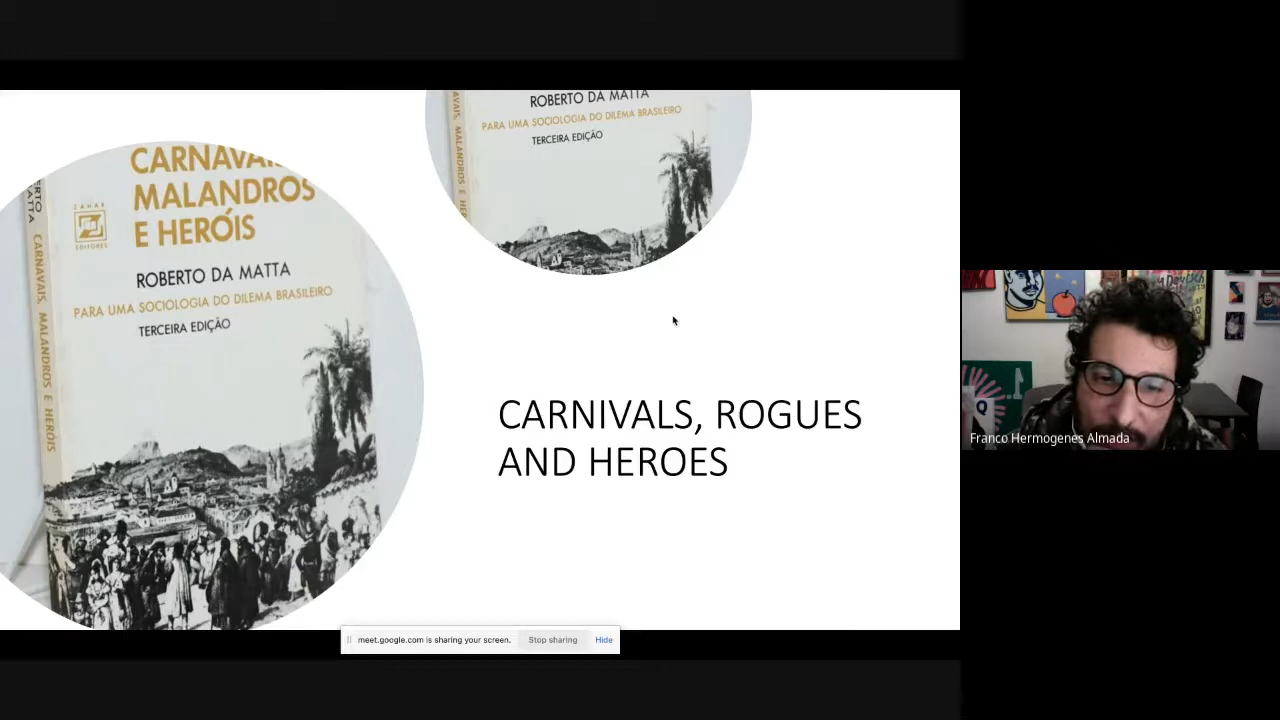 CARNAVAIS
MALANDROS
E HERÓIS
ZAHAR
EDITORES
ROBERTO DA MATTA
PARA UMA SOCIOLOGIA DO DILEMA BRASILEIRO
TERCEIRA EDIÇÃO
CARNAVAIS, MALANDROS E HERÓIS
ROBERTO DA MATTA
PARA UMA SOCIOLOGIA DO DILEMA BRASILEIRO
TERCEIRA EDIÇÃO
CARNIVALS, ROGUES
AND HEROES
Franco Hermogenes Almada
meet.google.com is sharing your screen.
Stop sharing
Hide